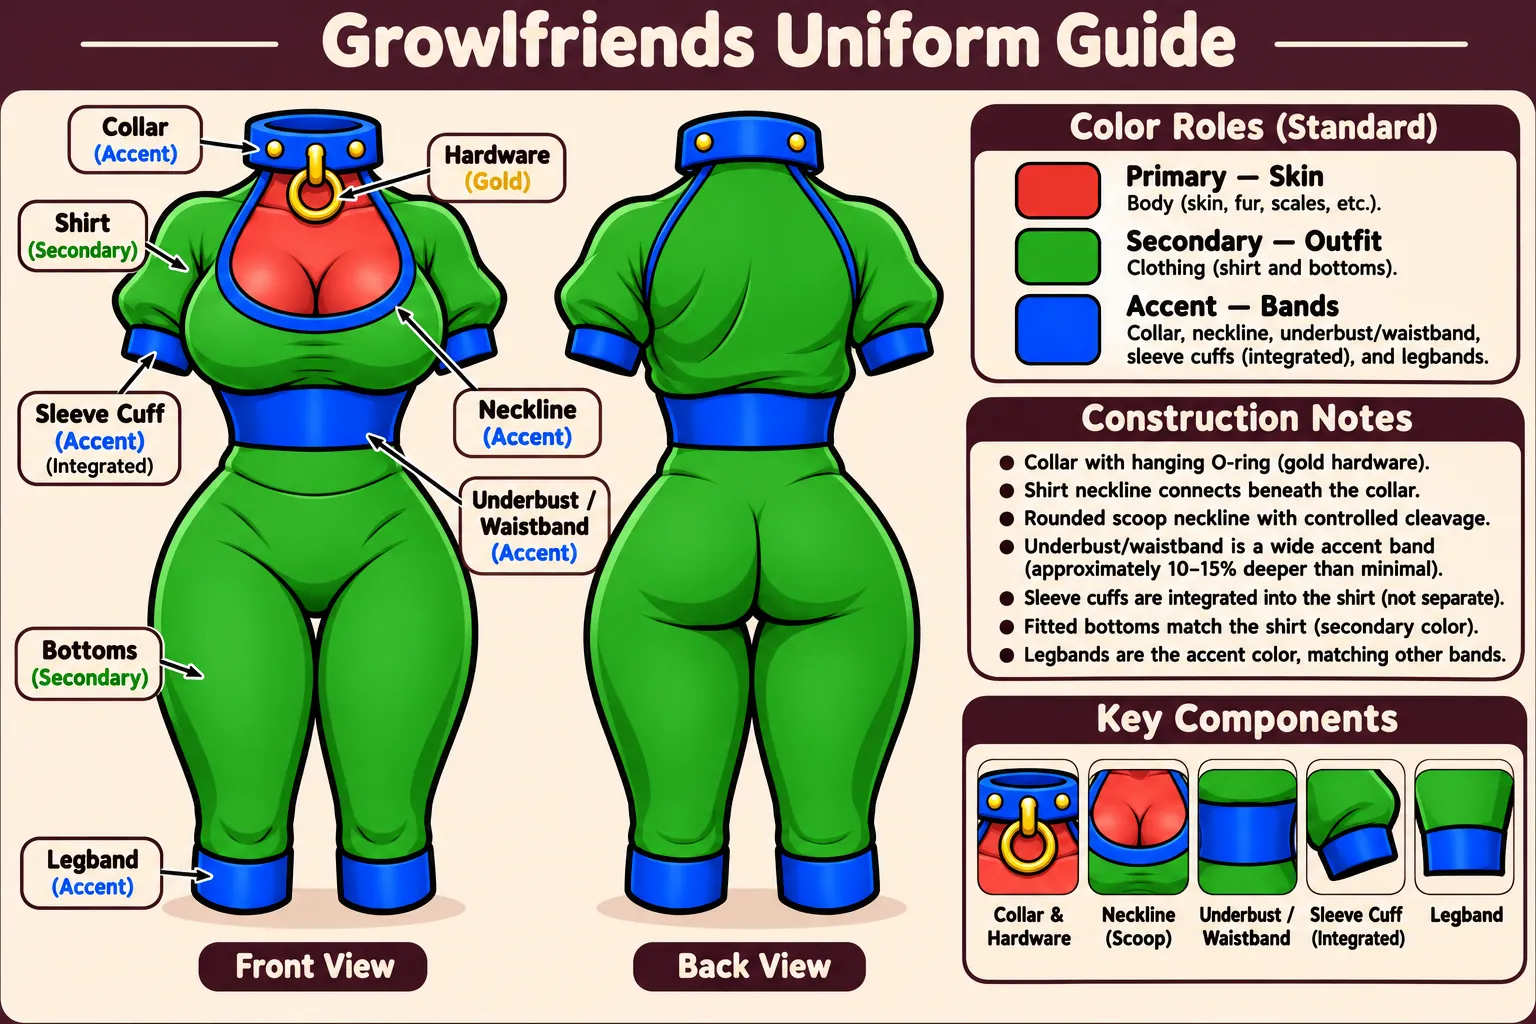 Growlfriends Uniform Guide
Collar
(Accent)
Hardware
(Gold)
Shirt
(Secondary)
Sleeve Cuff
(Accent)
(Integrated)
Neckline
(Accent)
Underbust /
Waistband
(Accent)
Bottoms
(Secondary)
Legband
(Accent)
Front View
Back View
Color Roles (Standard)
Primary — Skin
Body (skin, fur, scales, etc.).
Secondary — Outfit
Clothing (shirt and bottoms).
Accent — Bands
Collar, neckline, underbust/waistband,
sleeve cuffs (integrated), and legbands.
Construction Notes
● Collar with hanging O-ring (gold hardware).
● Shirt neckline connects beneath the collar.
● Rounded scoop neckline with controlled cleavage.
● Underbust/waistband is a wide accent band
(approximately 10–15% deeper than minimal).
● Sleeve cuffs are integrated into the shirt (not separate).
● Fitted bottoms match the shirt (secondary color).
● Legbands are the accent color, matching other bands.
Key Components
Collar &
Hardware
Neckline
(Scoop)
Underbust /
Waistband
Sleeve Cuff
(Integrated)
Legband